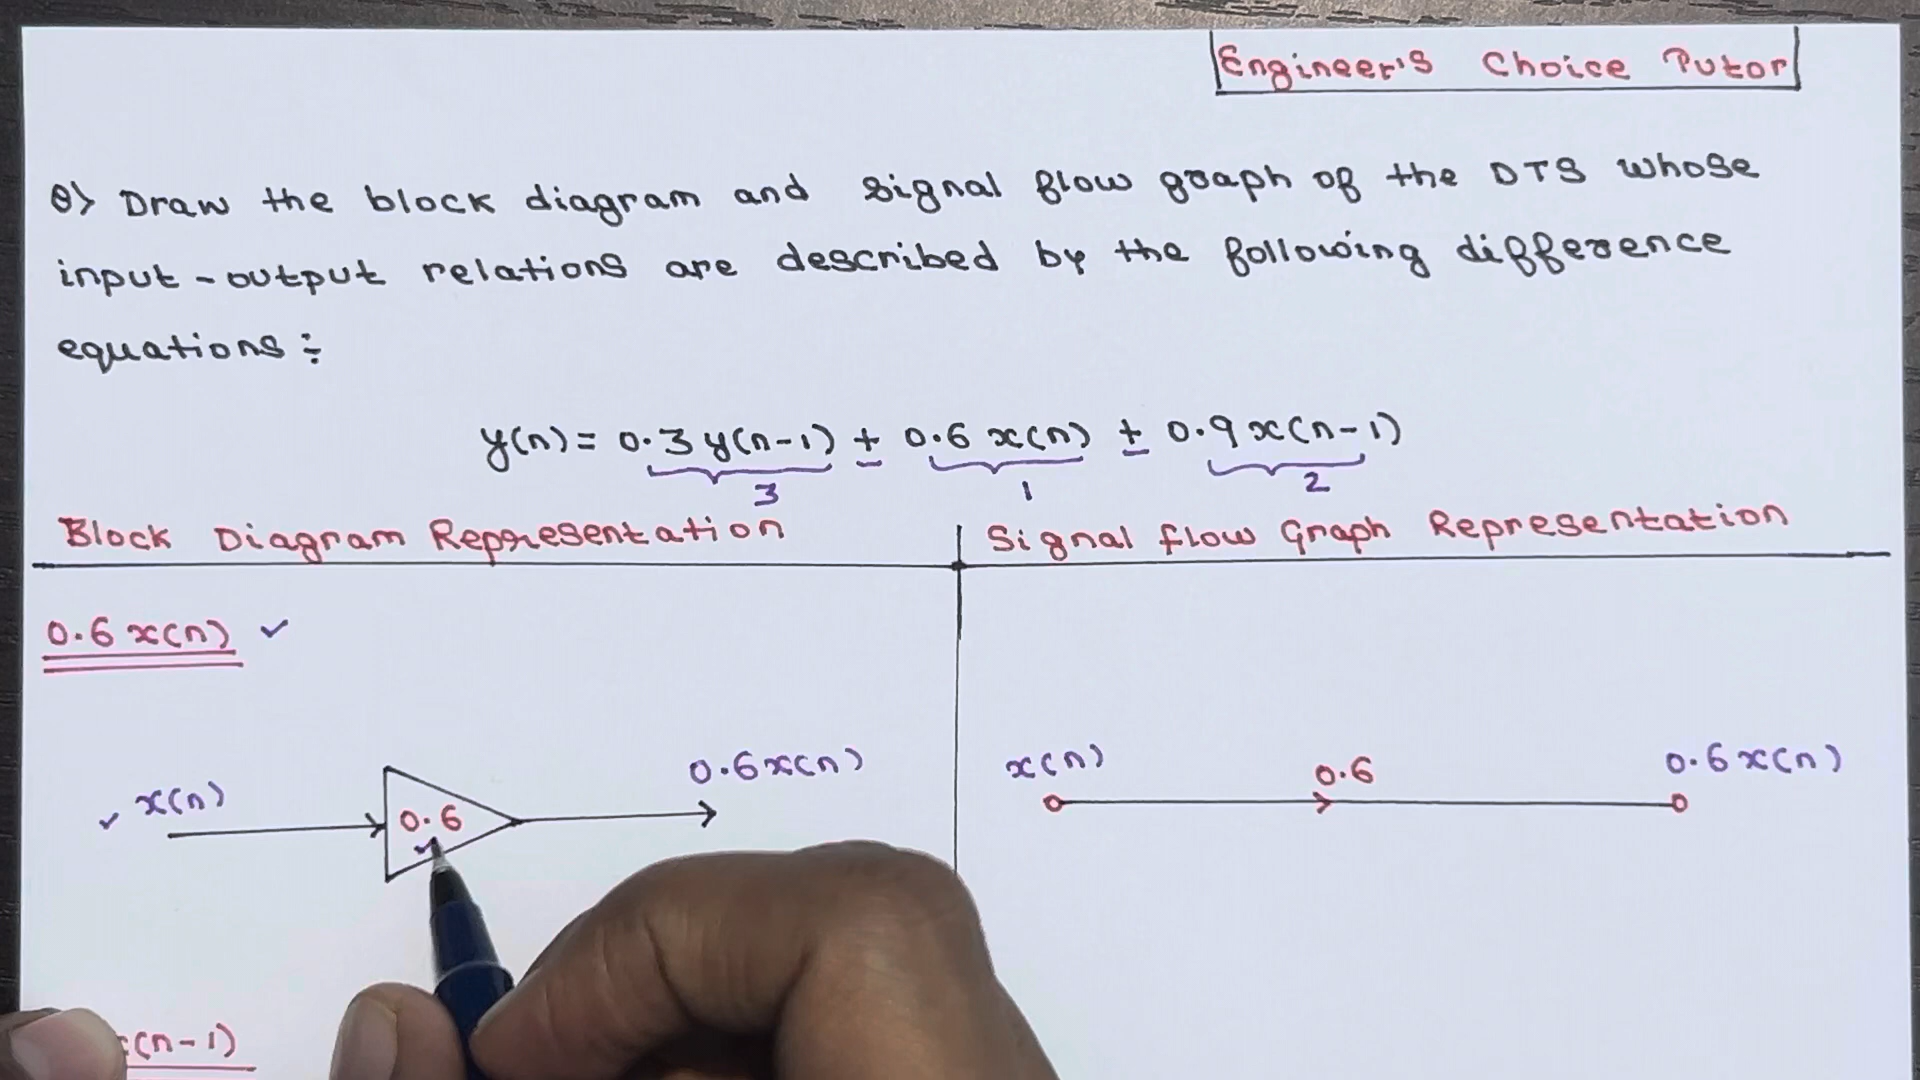 Engineer's Choice Tutor
Q> Draw the block diagram and signal flow graph of the DTS whose
input-output relations are described by the following difference
equations:
y(n) = 0.3 y(n-1) + 0.6 x(n) + 0.9 x(n-1)
3 1 2
Block Diagram Representation
Signal flow Graph Representation
0.6 x(n) ✓
✓ x(n)
0.6
✓
0.6x(n)
x(n)
0.6
0.6 x(n)
(n-1)